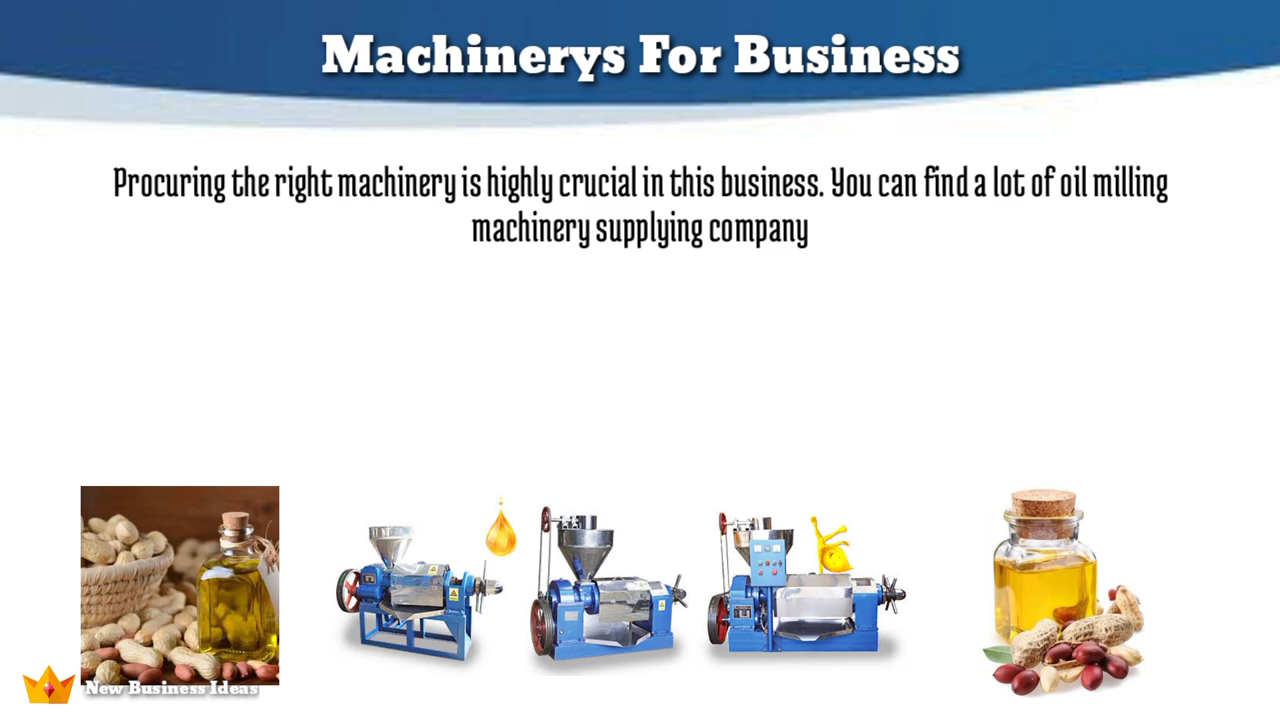 Machinerys For Business
Procuring the right machinery is highly crucial in this business. You can find a lot of oil milling
machinery supplying company
New Business Ideas